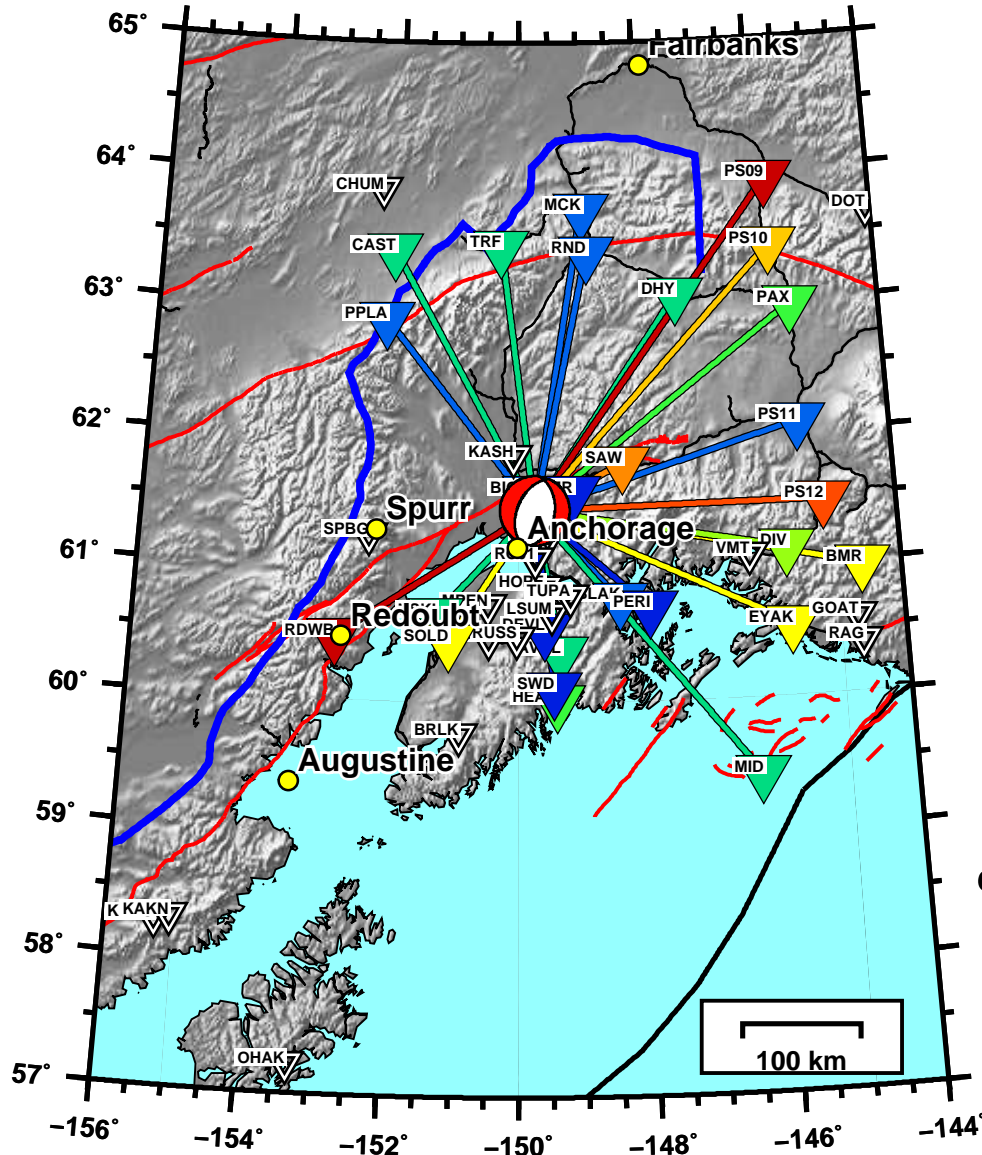 65°
Fairbanks
64°
PS09
CHUM
DOT
MCK
CAST
TRF
RND
PS10
63°
DHY
PAX
PPLA
62°
PS11
KASH
SAW
PS12
Spurr
SPBG
Anchorage
61°
VMT
DIV
BMR
HOPE
TUPA
PERI
LSUM
GOAT
EYAK
Redoubt
RDWB
SOLD
RUSS
RAG
60°
SWD
BRLK
Augustine
MID
59°
K
KAKN
58°
100 km
OHAK
57°
−156°
−154°
−152°
−150°
−148°
−146°
−144°